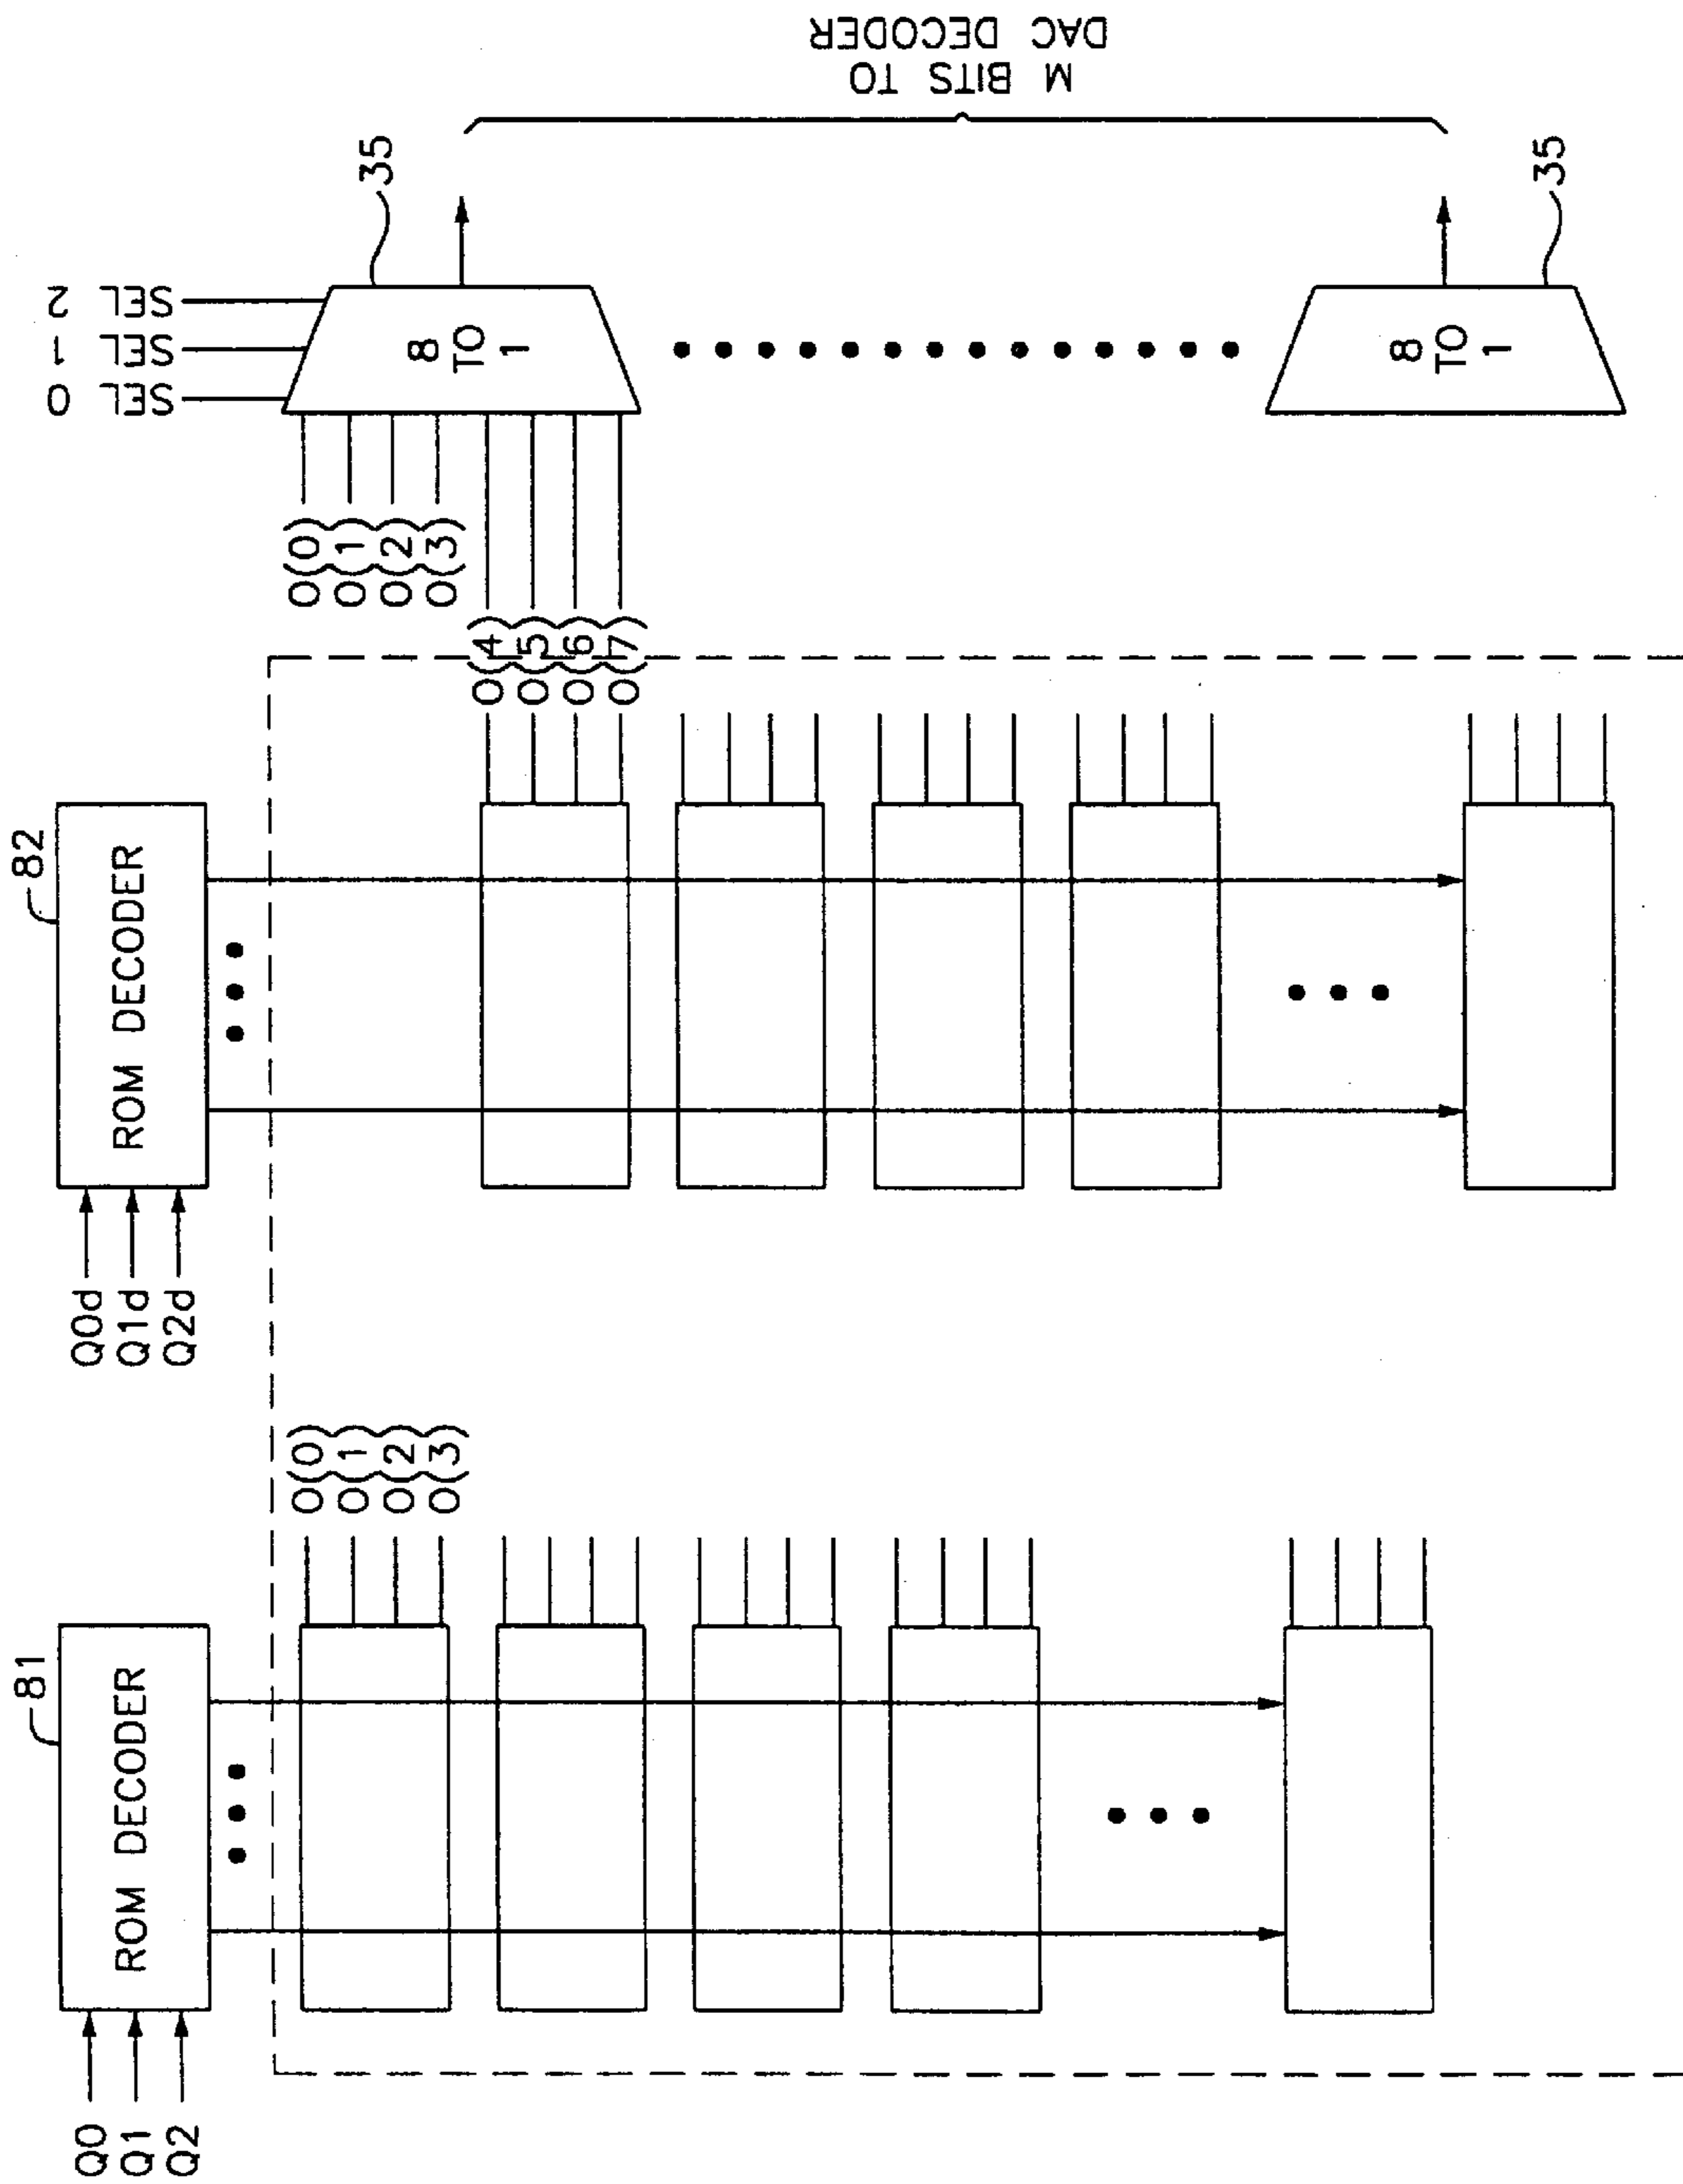 Q0
Q1
Q2
ROM DECODER
81
O(0)
O(1)
O(2)
O(3)
Q0d
Q1d
Q2d
ROM DECODER
82
O(4)
O(5)
O(6)
O(7)
O(0)
O(1)
O(2)
O(3)
SEL 0
SEL 1
SEL 2
8
TO
1
35
8
TO
1
35
M BITS TO
DAC DECODER